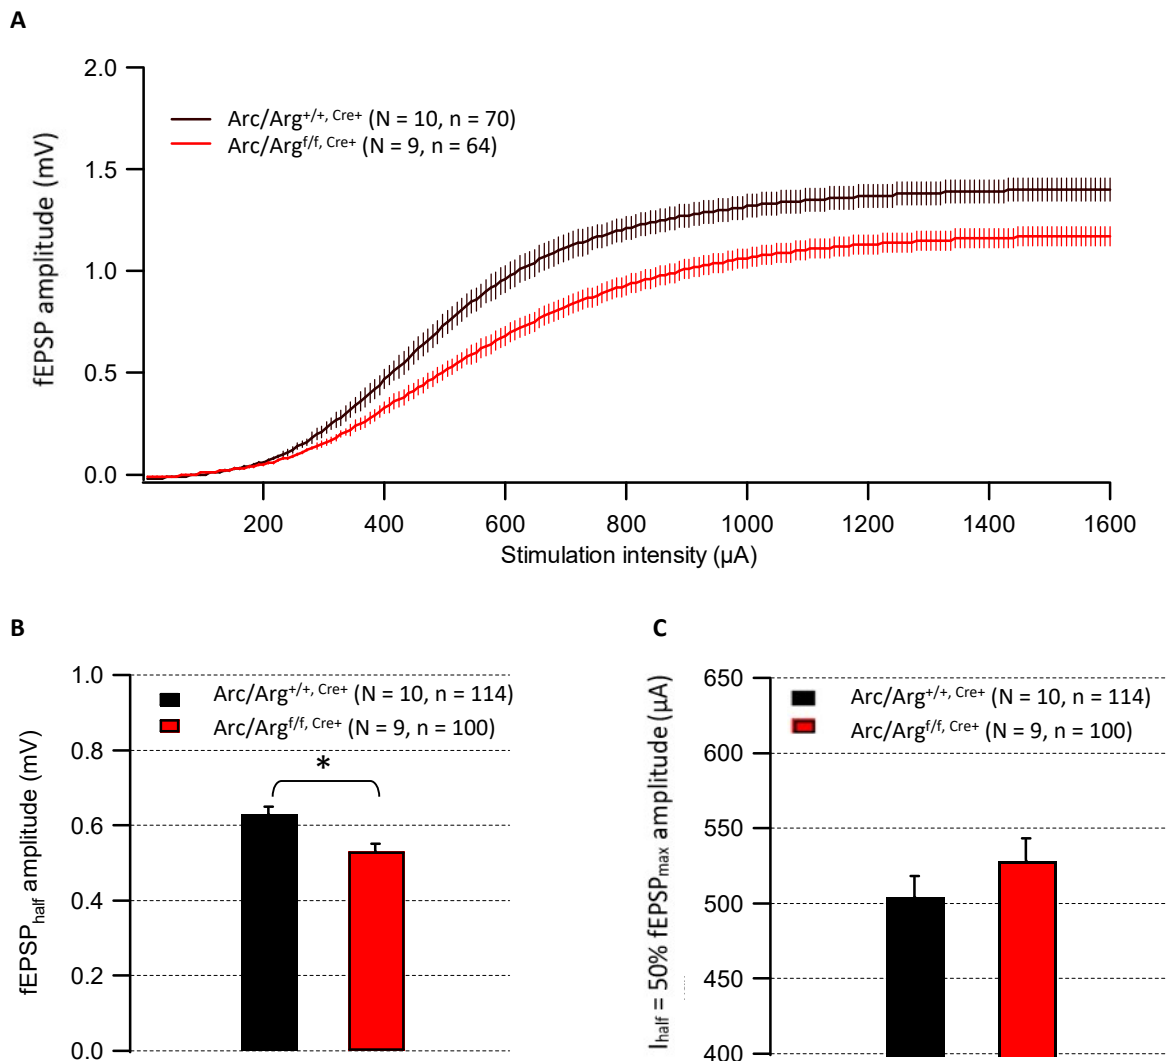 A
2.0
Arc/Arg+/+, Cre+ (N = 10, n = 70)
Arc/Argf/f, Cre+ (N = 9, n = 64)
1.5
1.0
0.5
0.0
fEPSP amplitude (mV)
200 400 600 800 1000 1200 1400 1600
Stimulation intensity (µA)
B
1.0
Arc/Arg+/+, Cre+ (N = 10, n = 114)
Arc/Argf/f, Cre+ (N = 9, n = 100)
0.8
*
0.6
0.4
0.2
0.0
fEPSPhalf amplitude (mV)
C
650
Arc/Arg+/+, Cre+ (N = 10, n = 114)
Arc/Argf/f, Cre+ (N = 9, n = 100)
600
550
500
450
400
Ihalf = 50% fEPSPmax amplitude (µA)